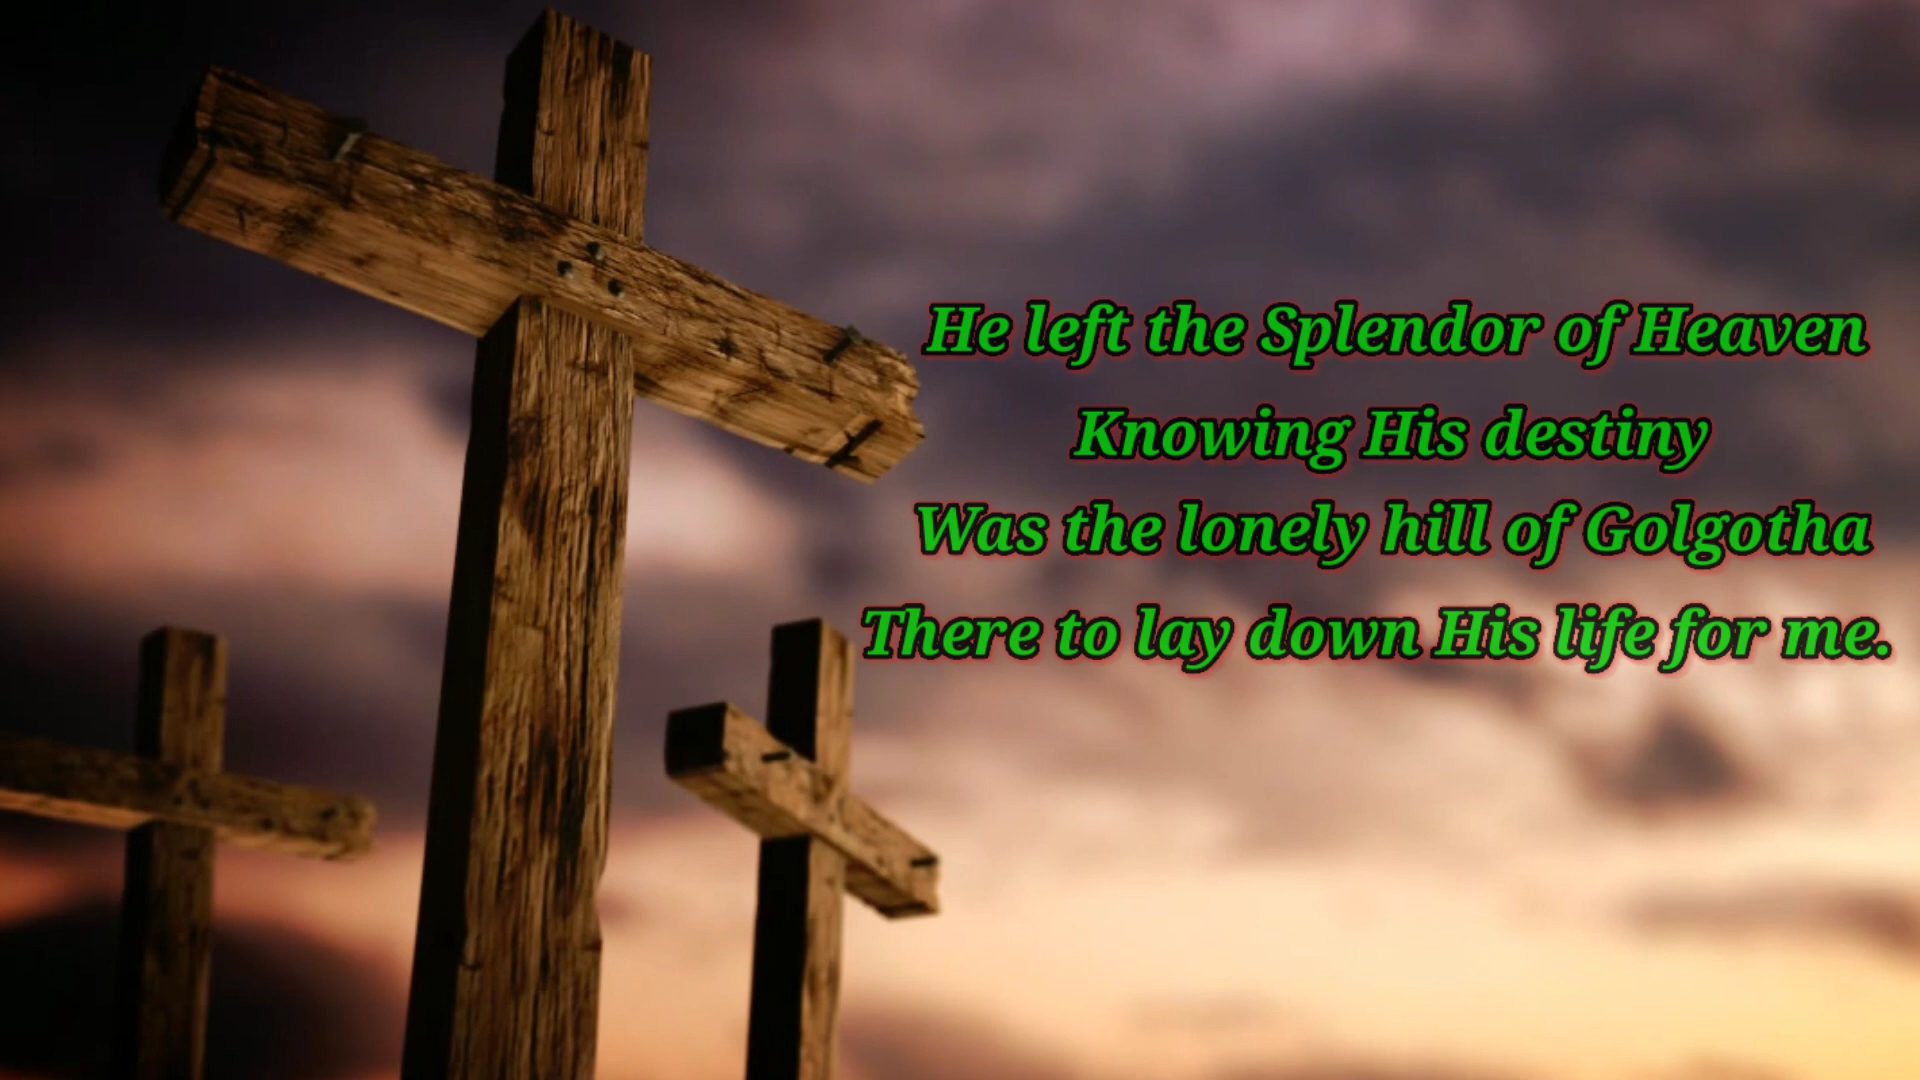 He left the Splendor of Heaven
Knowing His destiny
Was the lonely hill of Golgotha
There to lay down His life for me.